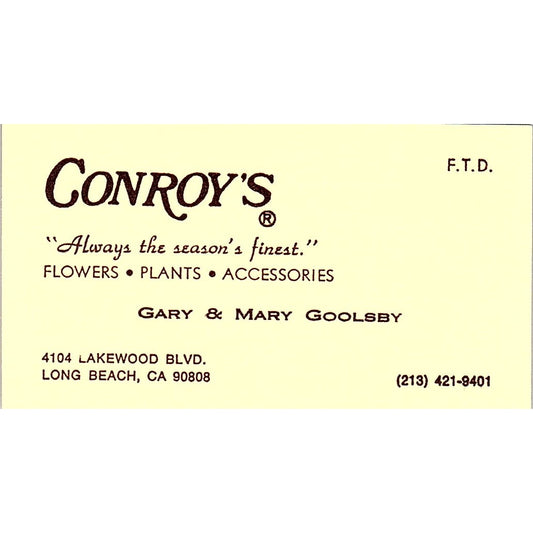 CONROY'S®
F.T.D.
"Always the season's finest."
FLOWERS • PLANTS • ACCESSORIES
GARY & MARY GOOLSBY
4104 LAKEWOOD BLVD.
LONG BEACH, CA 90808
(213) 421-9401